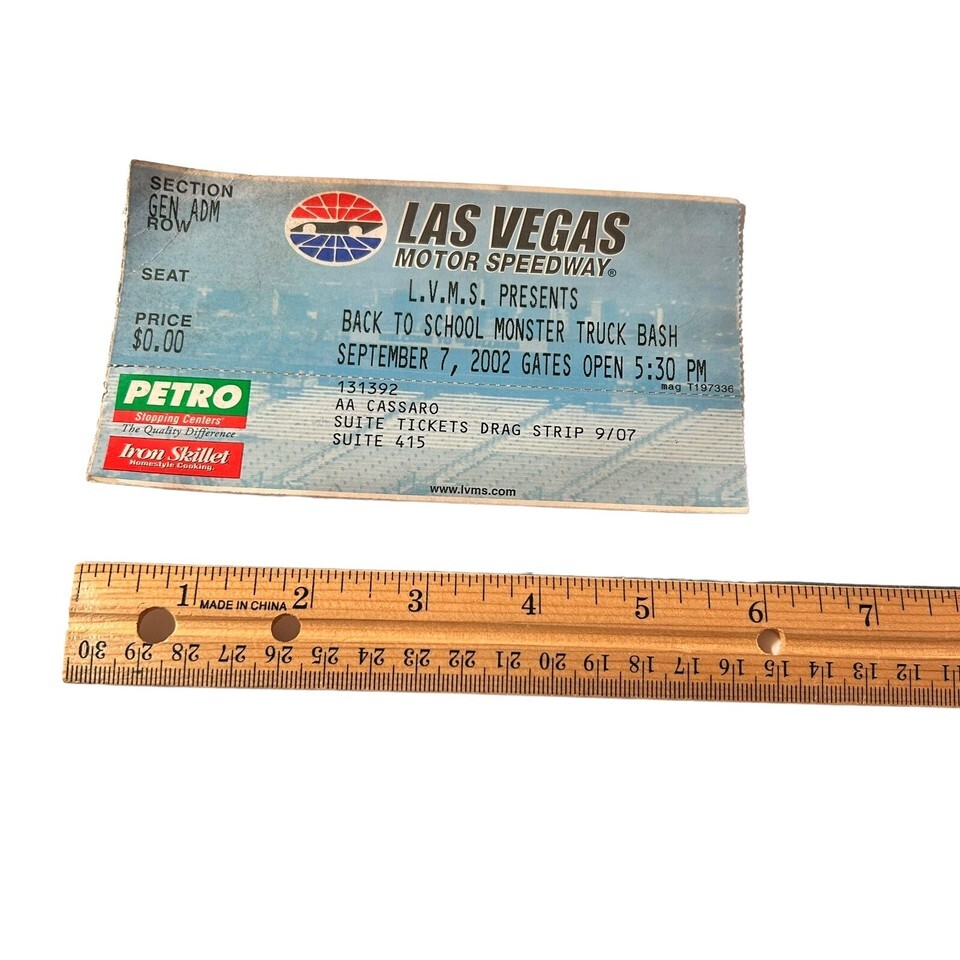 SECTION
GEN ADM
ROW
SEAT
PRICE
$0.00
LAS VEGAS
MOTOR SPEEDWAY®
L.V.M.S. PRESENTS
BACK TO SCHOOL MONSTER TRUCK BASH
SEPTEMBER 7, 2002 GATES OPEN 5:30 PM
mag T197336
PETRO
Stopping Centers
The Quality Difference
Iron Skillet
Homestyle Cooking.
131392
AA CASSARO
SUITE TICKETS DRAG STRIP 9/07
SUITE 415
www.lvms.com
1 MADE IN CHINA 2 3 4 5 6 7
30 29 28 27 26 25 24 23 22 21 20 19 18 17 16 15 14 13 12 11